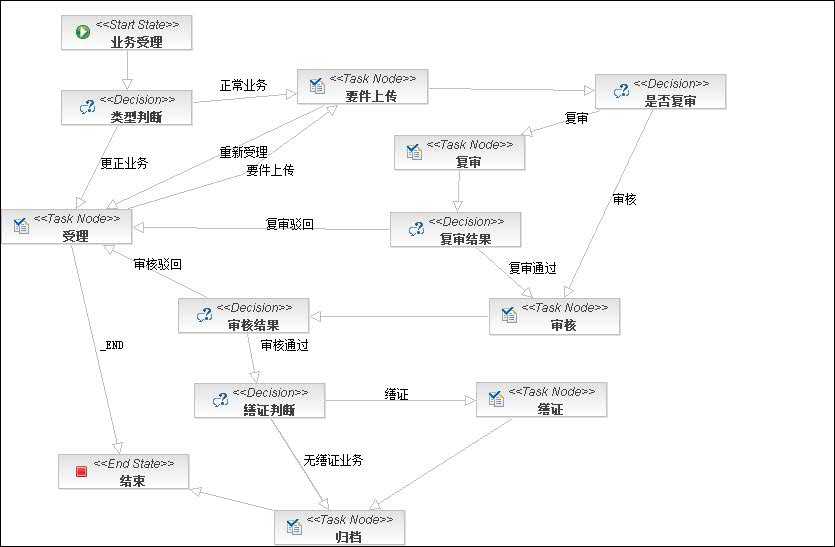 <<Start State>>
业务受理
<<Decision>>
类型判断
正常业务
<<Task Node>>
要件上传
<<Decision>>
是否复审
复审
<<Task Node>>
复审
更正业务
重新受理
要件上传
审核
<<Task Node>>
受理
复审驳回
<<Decision>>
复审结果
审核驳回
复审通过
<<Decision>>
审核结果
<<Task Node>>
审核
_END
审核通过
<<Decision>>
缮证判断
缮证
<<Task Node>>
缮证
无缮证业务
<<End State>>
结束
<<Task Node>>
归档